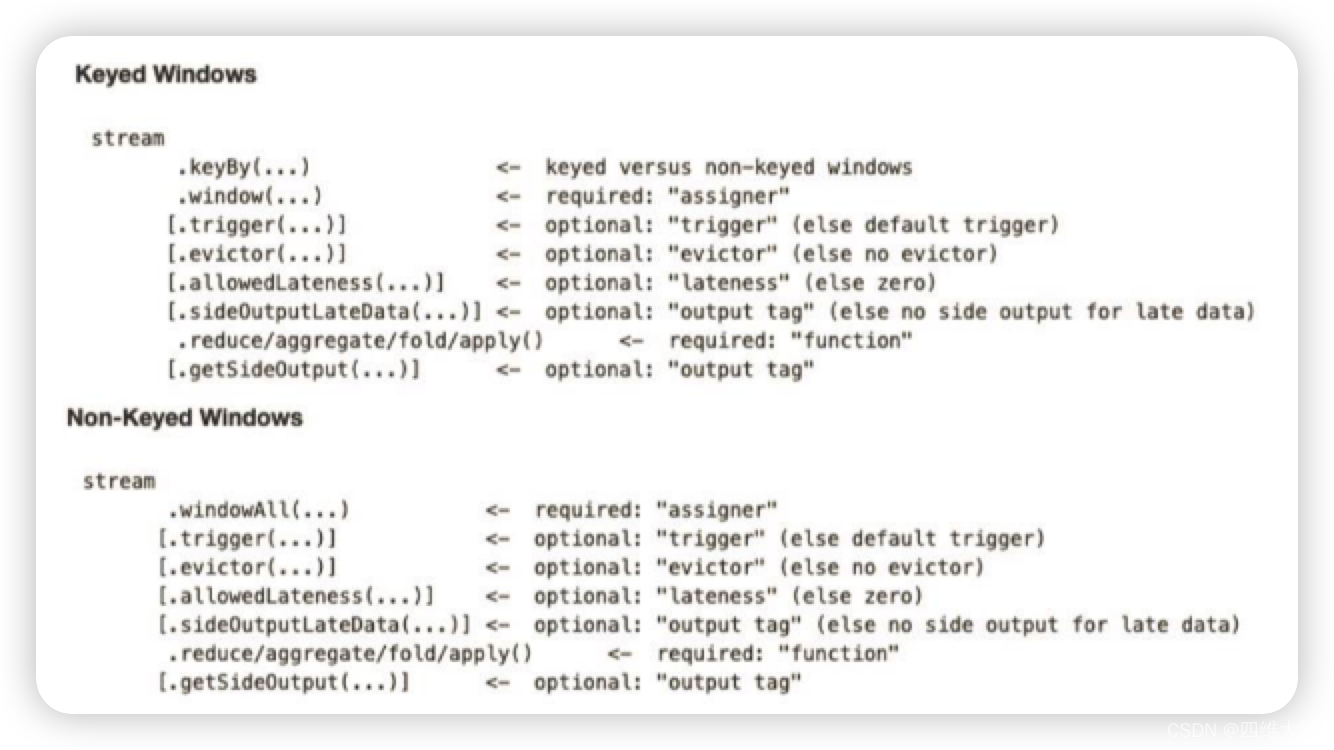 Keyed Windows
stream
.keyBy(...) <- keyed versus non-keyed windows
.window(...) <- required: "assigner"
[.trigger(...)] <- optional: "trigger" (else default trigger)
[.evictor(...)] <- optional: "evictor" (else no evictor)
[.allowedLateness(...)] <- optional: "lateness" (else zero)
[.sideOutputLateData(...)] <- optional: "output tag" (else no side output for late data)
.reduce/aggregate/fold/apply() <- required: "function"
[.getSideOutput(...)] <- optional: "output tag"
Non-Keyed Windows
stream
.windowAll(...) <- required: "assigner"
[.trigger(...)] <- optional: "trigger" (else default trigger)
[.evictor(...)] <- optional: "evictor" (else no evictor)
[.allowedLateness(...)] <- optional: "lateness" (else zero)
[.sideOutputLateData(...)] <- optional: "output tag" (else no side output for late data)
.reduce/aggregate/fold/apply() <- required: "function"
[.getSideOutput(...)] <- optional: "output tag"
CSDN